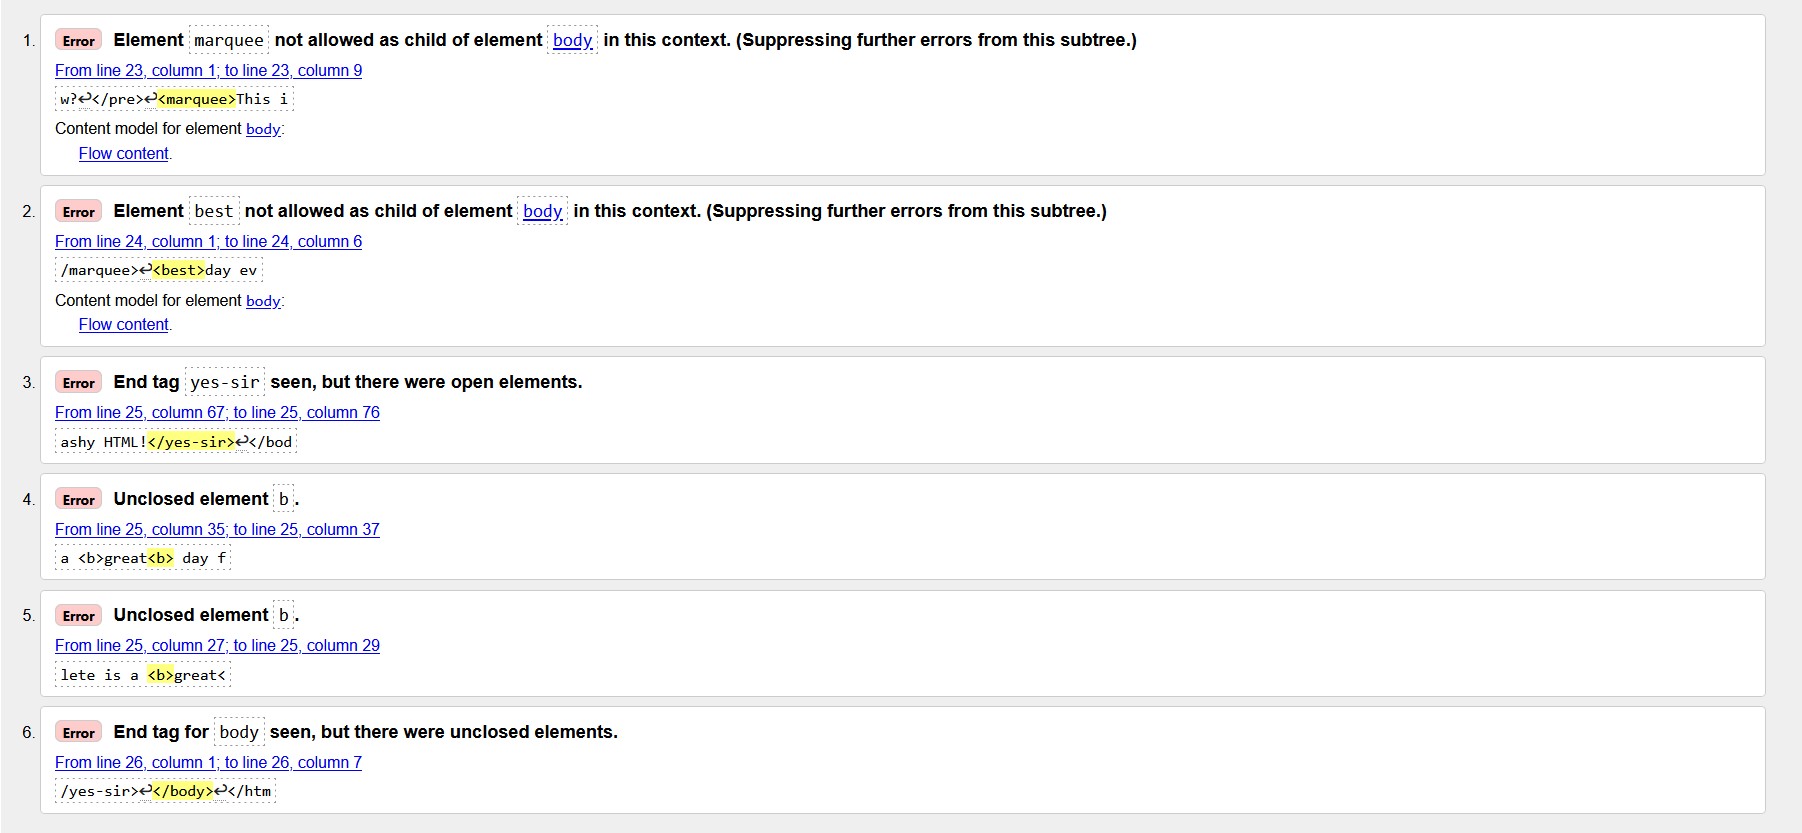 1. Error Element marquee not allowed as child of element body in this context. (Suppressing further errors from this subtree.)
From line 23, column 1; to line 23, column 9
w?↩</pre>↩<marquee>This i
Content model for element body:
Flow content.
2. Error Element best not allowed as child of element body in this context. (Suppressing further errors from this subtree.)
From line 24, column 1; to line 24, column 6
/marquee>↩<best>day ev
Content model for element body:
Flow content.
3. Error End tag yes-sir seen, but there were open elements.
From line 25, column 67; to line 25, column 76
ashy HTML!</yes-sir>↩</bod
4. Error Unclosed element b.
From line 25, column 35; to line 25, column 37
a <b>great<b> day f
5. Error Unclosed element b.
From line 25, column 27; to line 25, column 29
lete is a <b>great<
6. Error End tag for body seen, but there were unclosed elements.
From line 26, column 1; to line 26, column 7
/yes-sir>↩</body>↩</htm